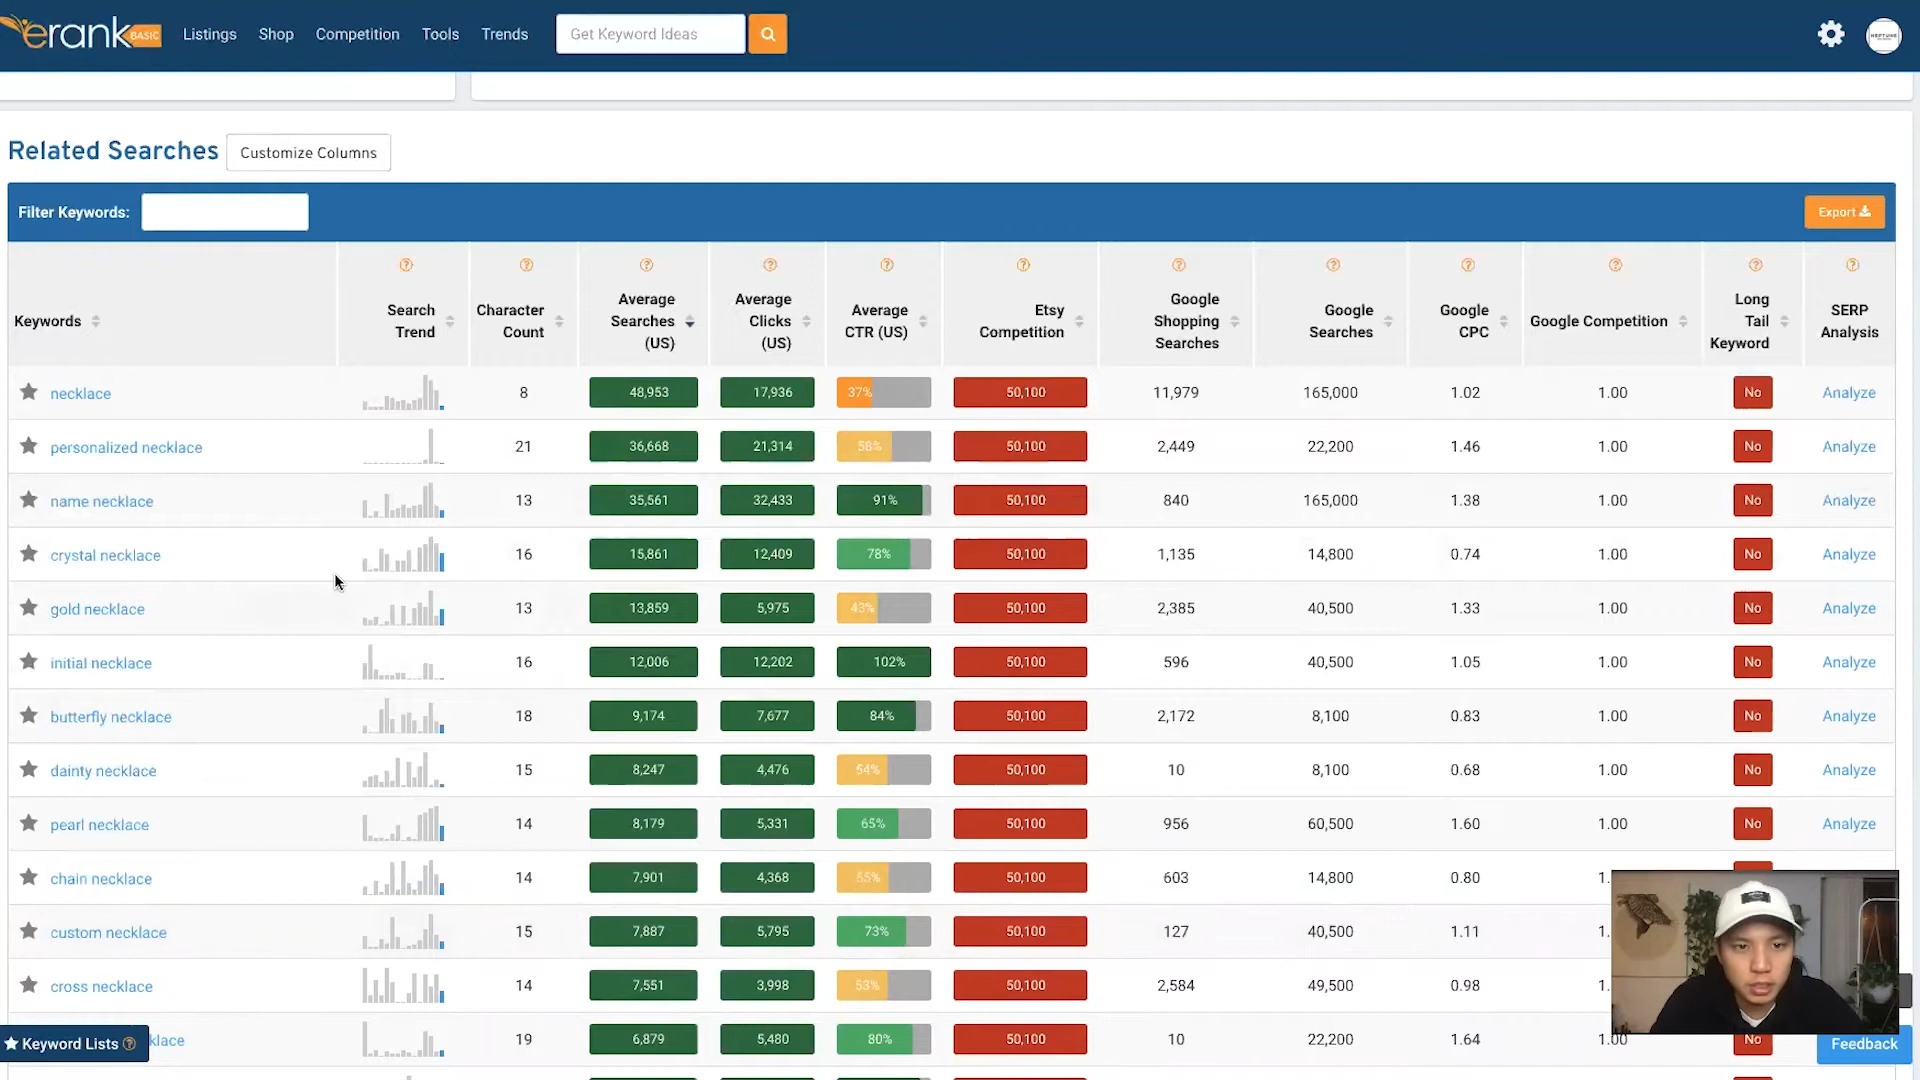 erank BASIC Listings Shop Competition Tools Trends Get Keyword Ideas NEPTUNE
Related Searches Customize Columns
Filter Keywords: Export
Keywords Search Trend Character Count Average Searches (US) Average Clicks (US) Average CTR (US) Etsy Competition Google Shopping Searches Google Searches Google CPC Google Competition Long Tail Keyword SERP Analysis
necklace 8 48,953 17,936 37% 50,100 11,979 165,000 1.02 1.00 No Analyze
personalized necklace 21 36,668 21,314 58% 50,100 2,449 22,200 1.46 1.00 No Analyze
name necklace 13 35,561 32,433 91% 50,100 840 165,000 1.38 1.00 No Analyze
crystal necklace 16 15,861 12,409 78% 50,100 1,135 14,800 0.74 1.00 No Analyze
gold necklace 13 13,859 5,975 43% 50,100 2,385 40,500 1.33 1.00 No Analyze
initial necklace 16 12,006 12,202 102% 50,100 596 40,500 1.05 1.00 No Analyze
butterfly necklace 18 9,174 7,677 84% 50,100 2,172 8,100 0.83 1.00 No Analyze
dainty necklace 15 8,247 4,476 54% 50,100 10 8,100 0.68 1.00 No Analyze
pearl necklace 14 8,179 5,331 65% 50,100 956 60,500 1.60 1.00 No Analyze
chain necklace 14 7,901 4,368 55% 50,100 603 14,800 0.80 1.
custom necklace 15 7,887 5,795 73% 50,100 127 40,500 1.11 1.
cross necklace 14 7,551 3,998 53% 50,100 2,584 49,500 0.98 1.
klace 19 6,879 5,480 80% 50,100 10 22,200 1.64 1.00 No
Keyword Lists
Feedback